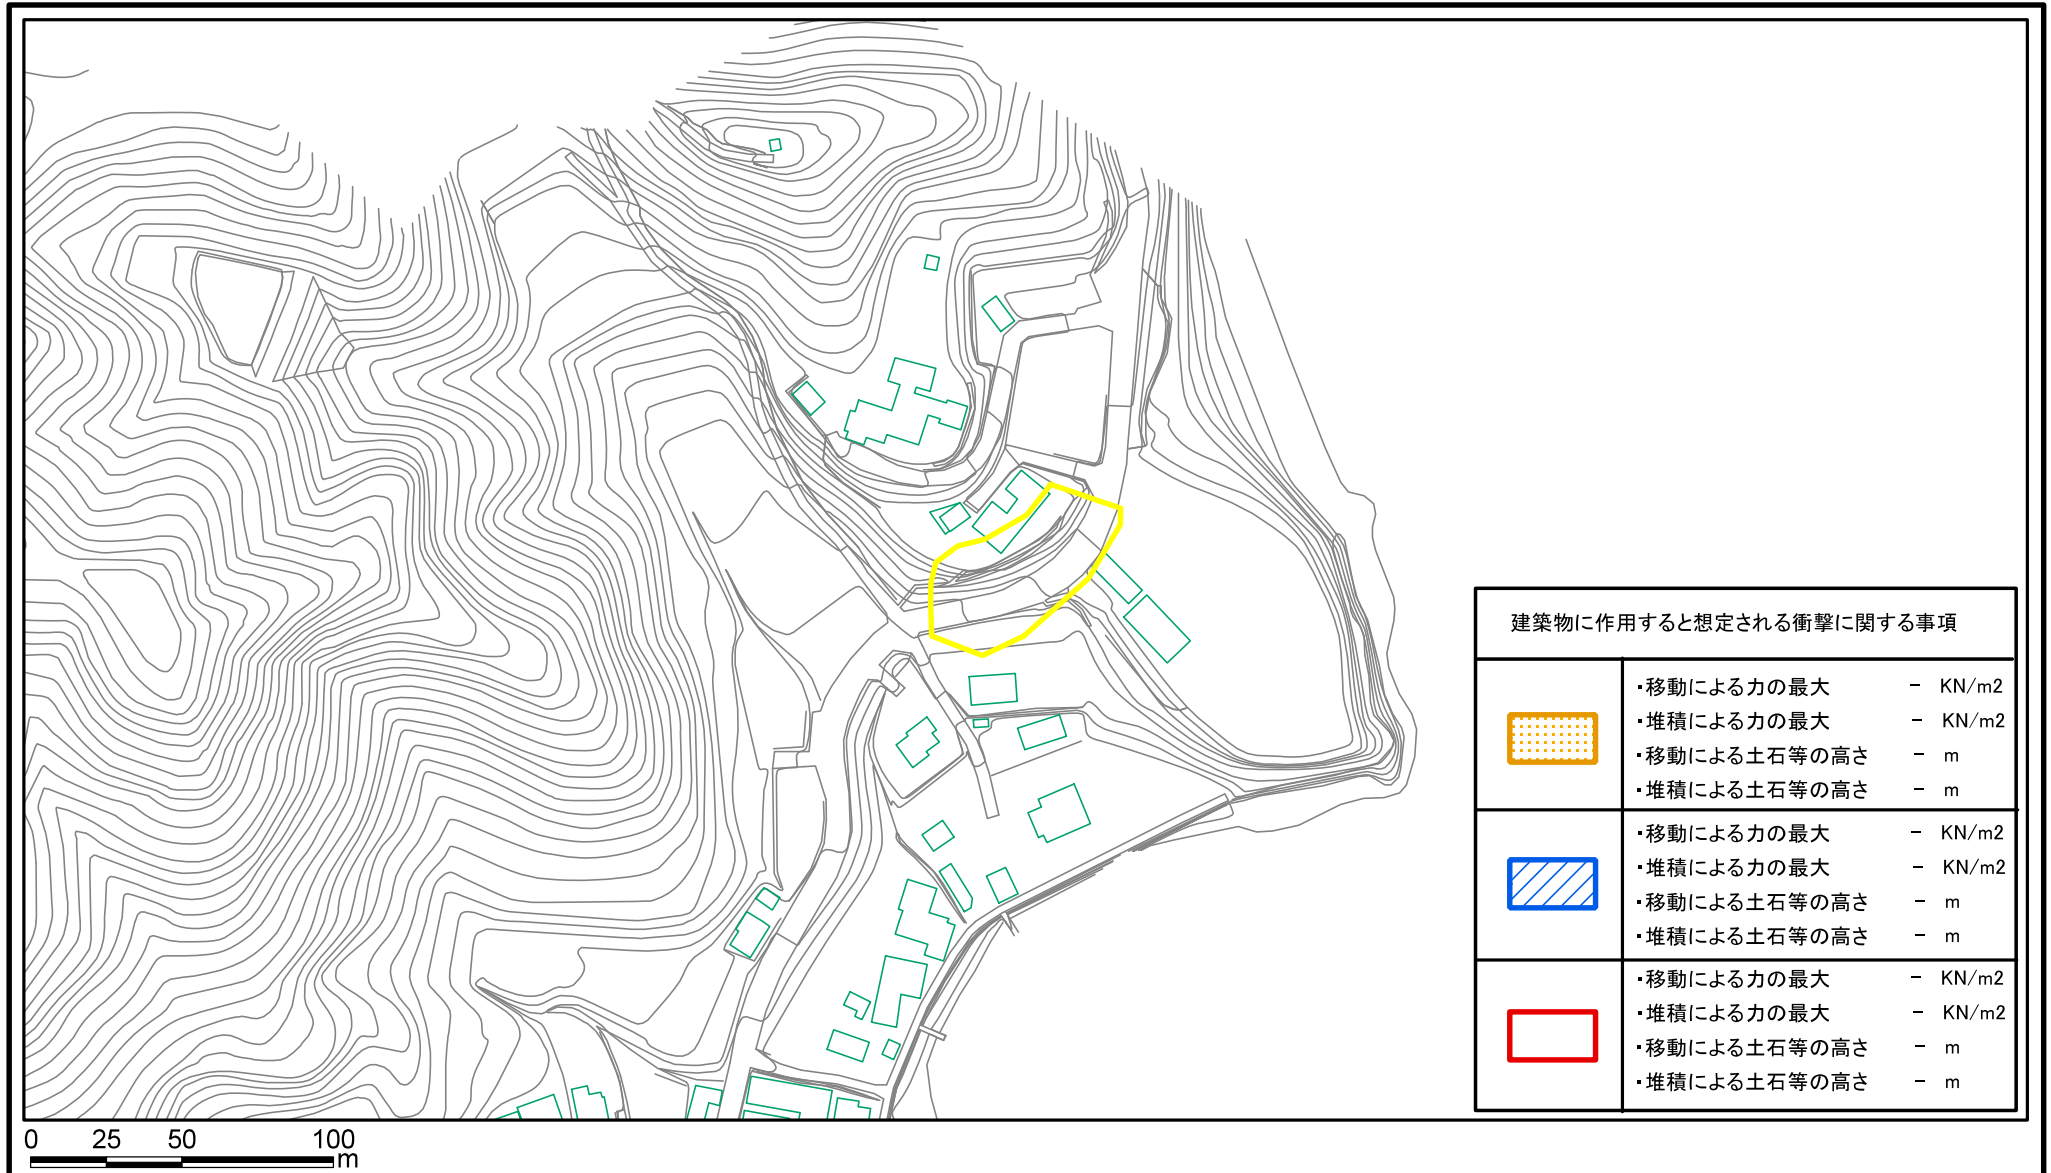 建築物に作用すると想定される衝撃に関する事項
・移動による力の最大 － KN/m2
・堆積による力の最大 － KN/m2
・移動による土石等の高さ － m
・堆積による土石等の高さ － m
・移動による力の最大 － KN/m2
・堆積による力の最大 － KN/m2
・移動による土石等の高さ － m
・堆積による土石等の高さ － m
・移動による力の最大 － KN/m2
・堆積による力の最大 － KN/m2
・移動による土石等の高さ － m
・堆積による土石等の高さ － m
0 25 50 100
m